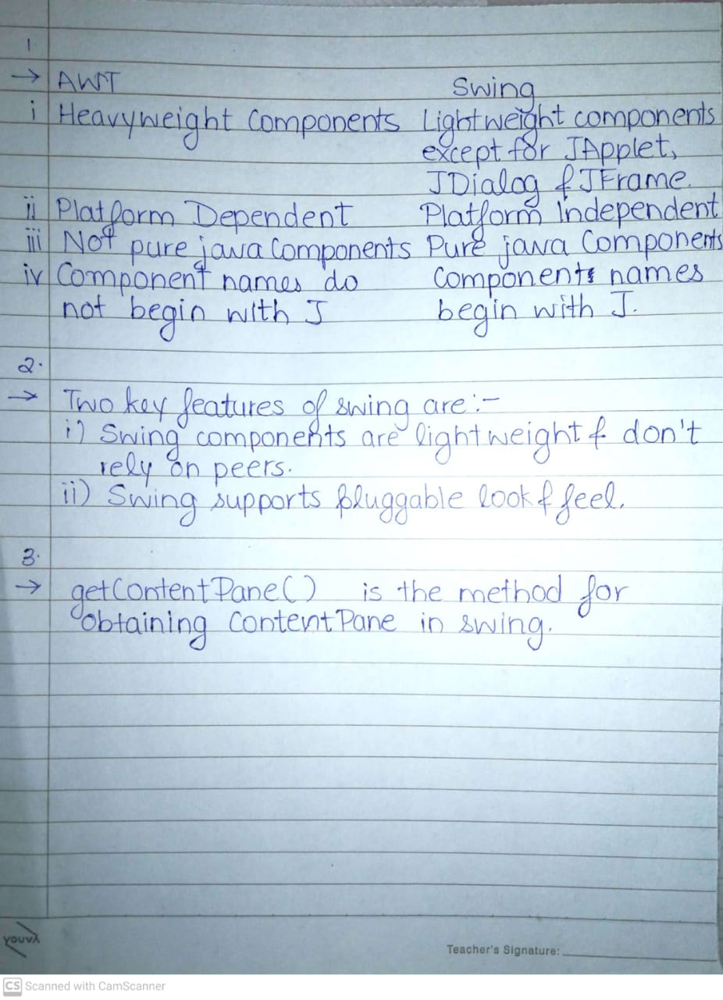 1.
→ AWT Swing
i Heavyweight Components Lightweight components
except for JApplet,
JDialog & JFrame.
ii Platform Dependent Platform independent
iii Not pure java Components Pure java Components
iv Component names do Components names
not begin with J begin with J.
2.
→ Two key features of swing are :-
i) Swing components are lightweight & don't
rely on peers.
ii) Swing supports pluggable look & feel.
3.
→ getContentPane() is the method for
obtaining ContentPane in swing.
youva
Teacher's Signature:
CS Scanned with CamScanner